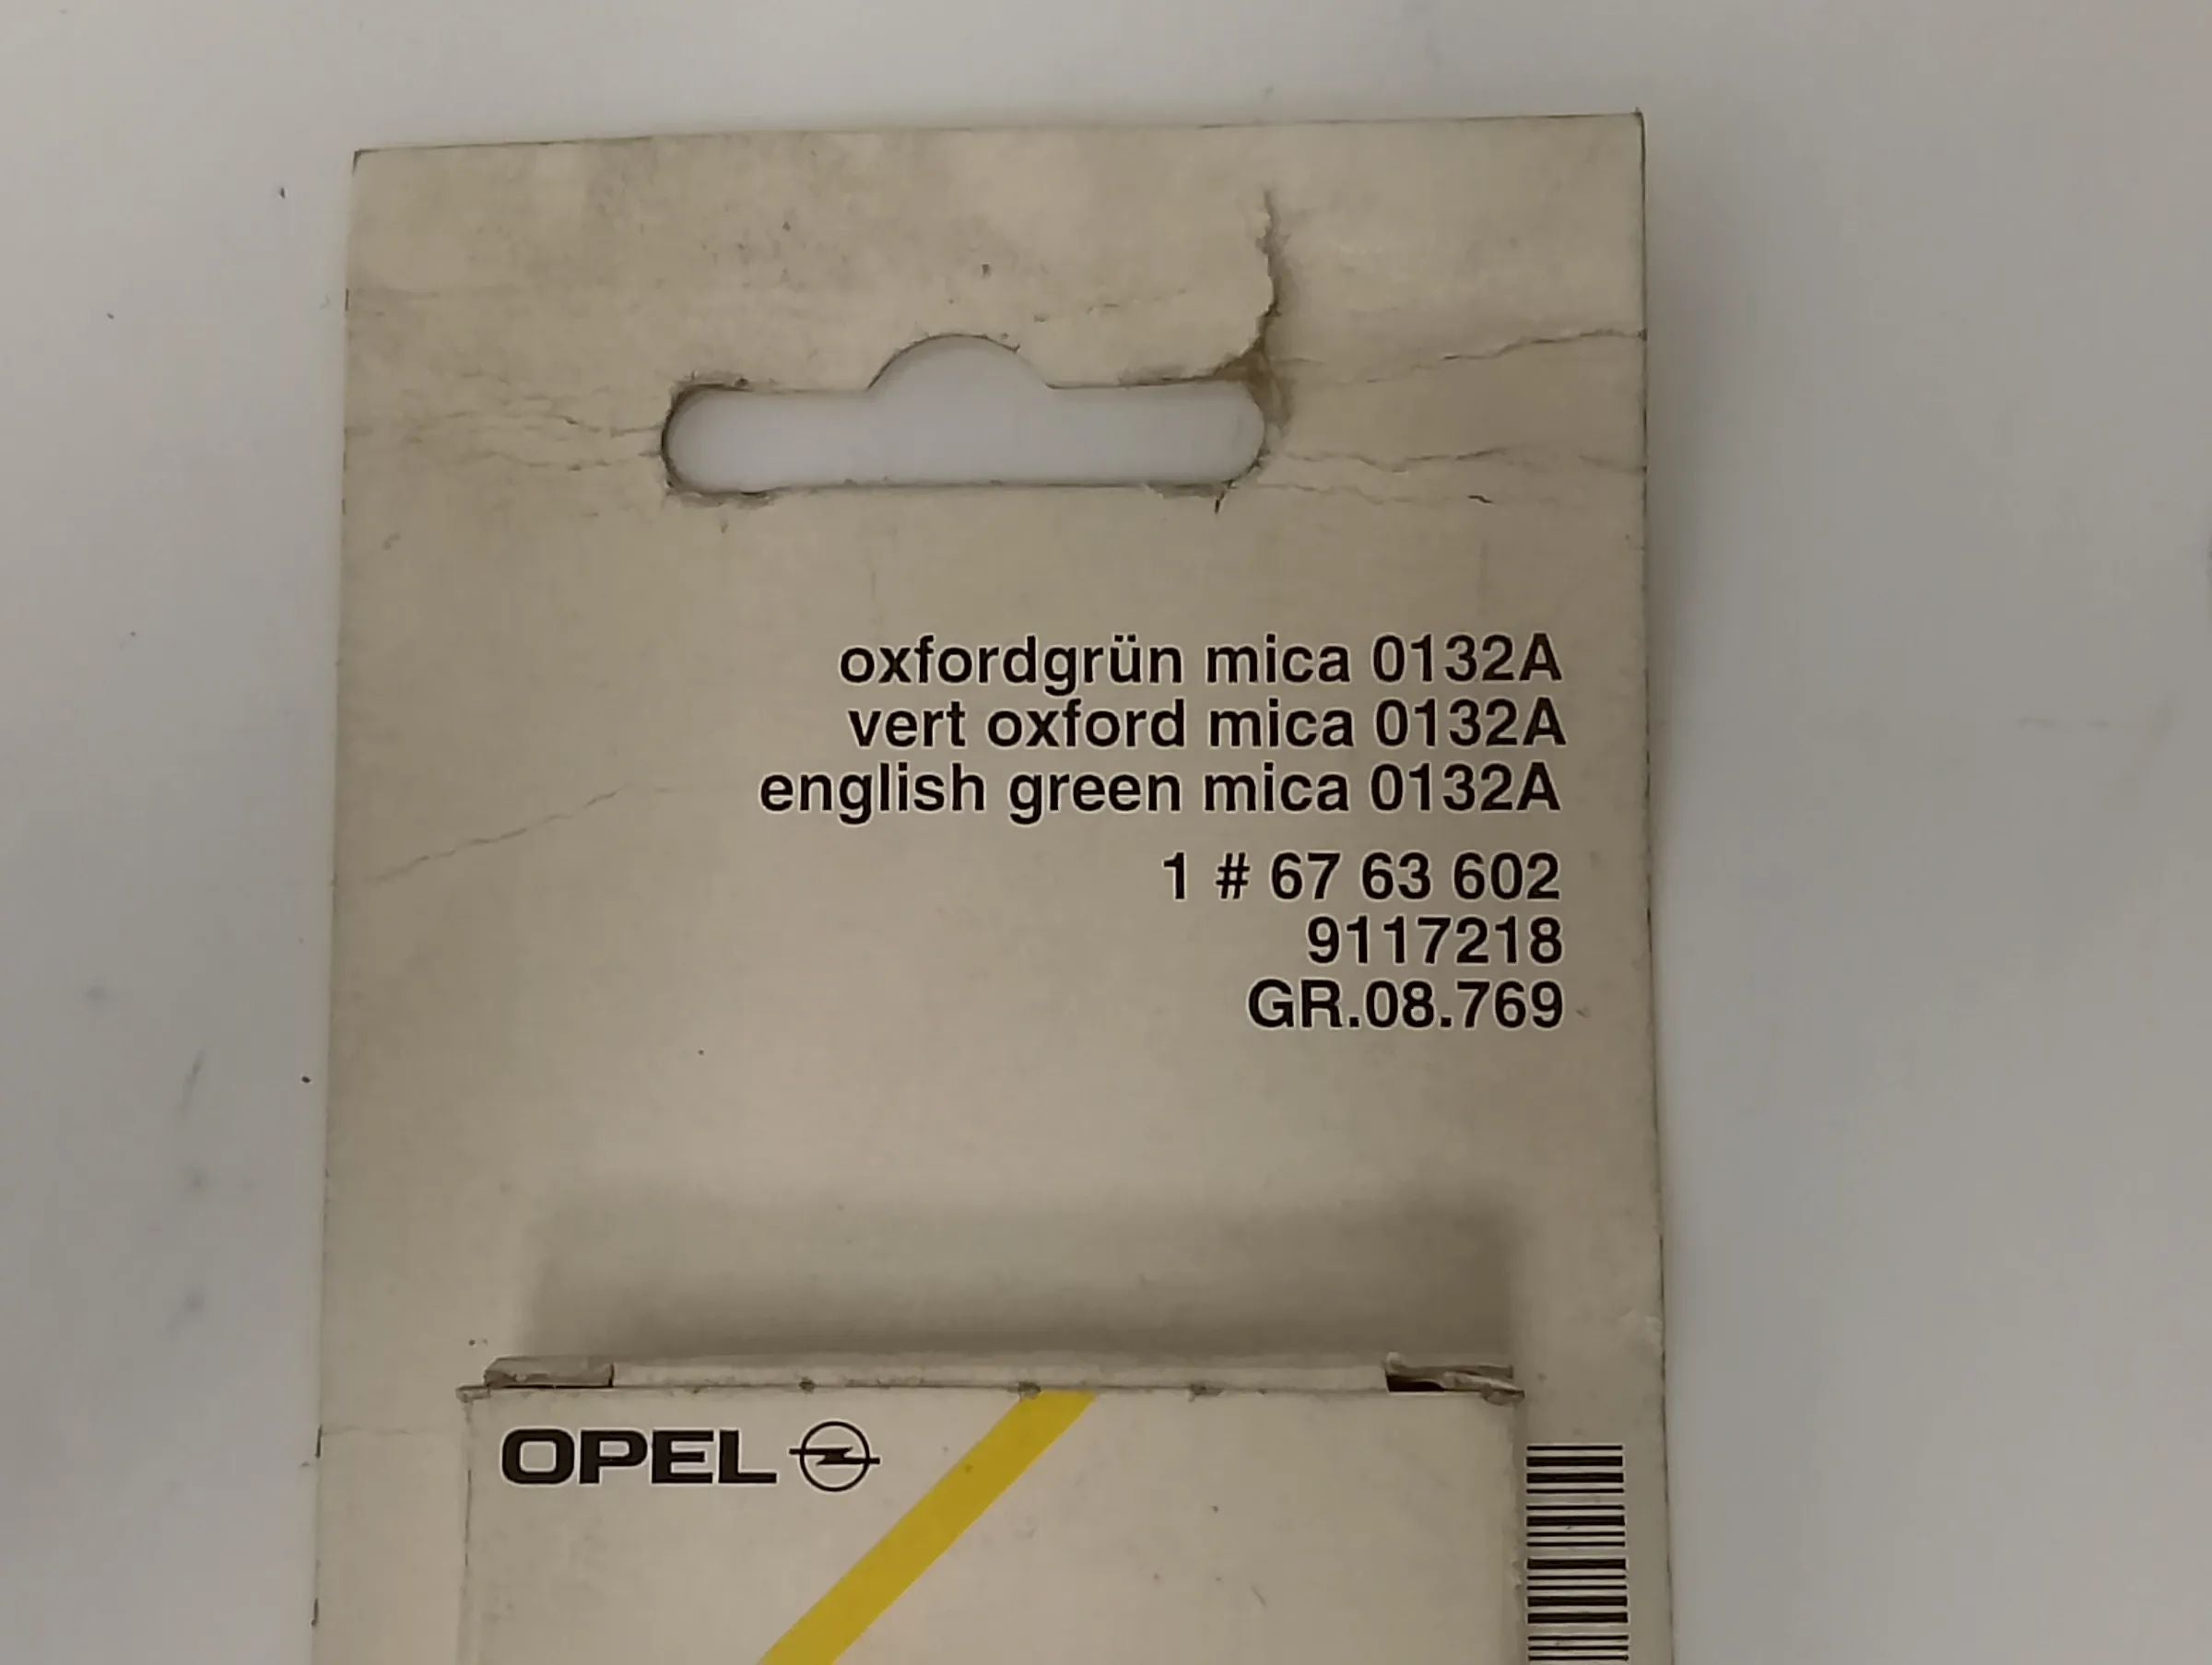 oxfordgrün mica 0132A
vert oxford mica 0132A
english green mica 0132A
1 # 67 63 602
9117218
GR.08.769
OPEL